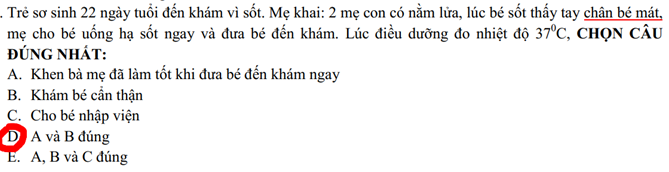 . Trẻ sơ sinh 22 ngày tuổi đến khám vì sốt. Mẹ khai: 2 mẹ con có nằm lửa, lúc bé sốt thấy tay chân bé mát,
mẹ cho bé uống hạ sốt ngay và đưa bé đến khám. Lúc điều dưỡng đo nhiệt độ 37⁰C, CHỌN CÂU
ĐÚNG NHẤT:
A. Khen bà mẹ đã làm tốt khi đưa bé đến khám ngay
B. Khám bé cẩn thận
C. Cho bé nhập viện
D. A và B đúng
E. A, B và C đúng